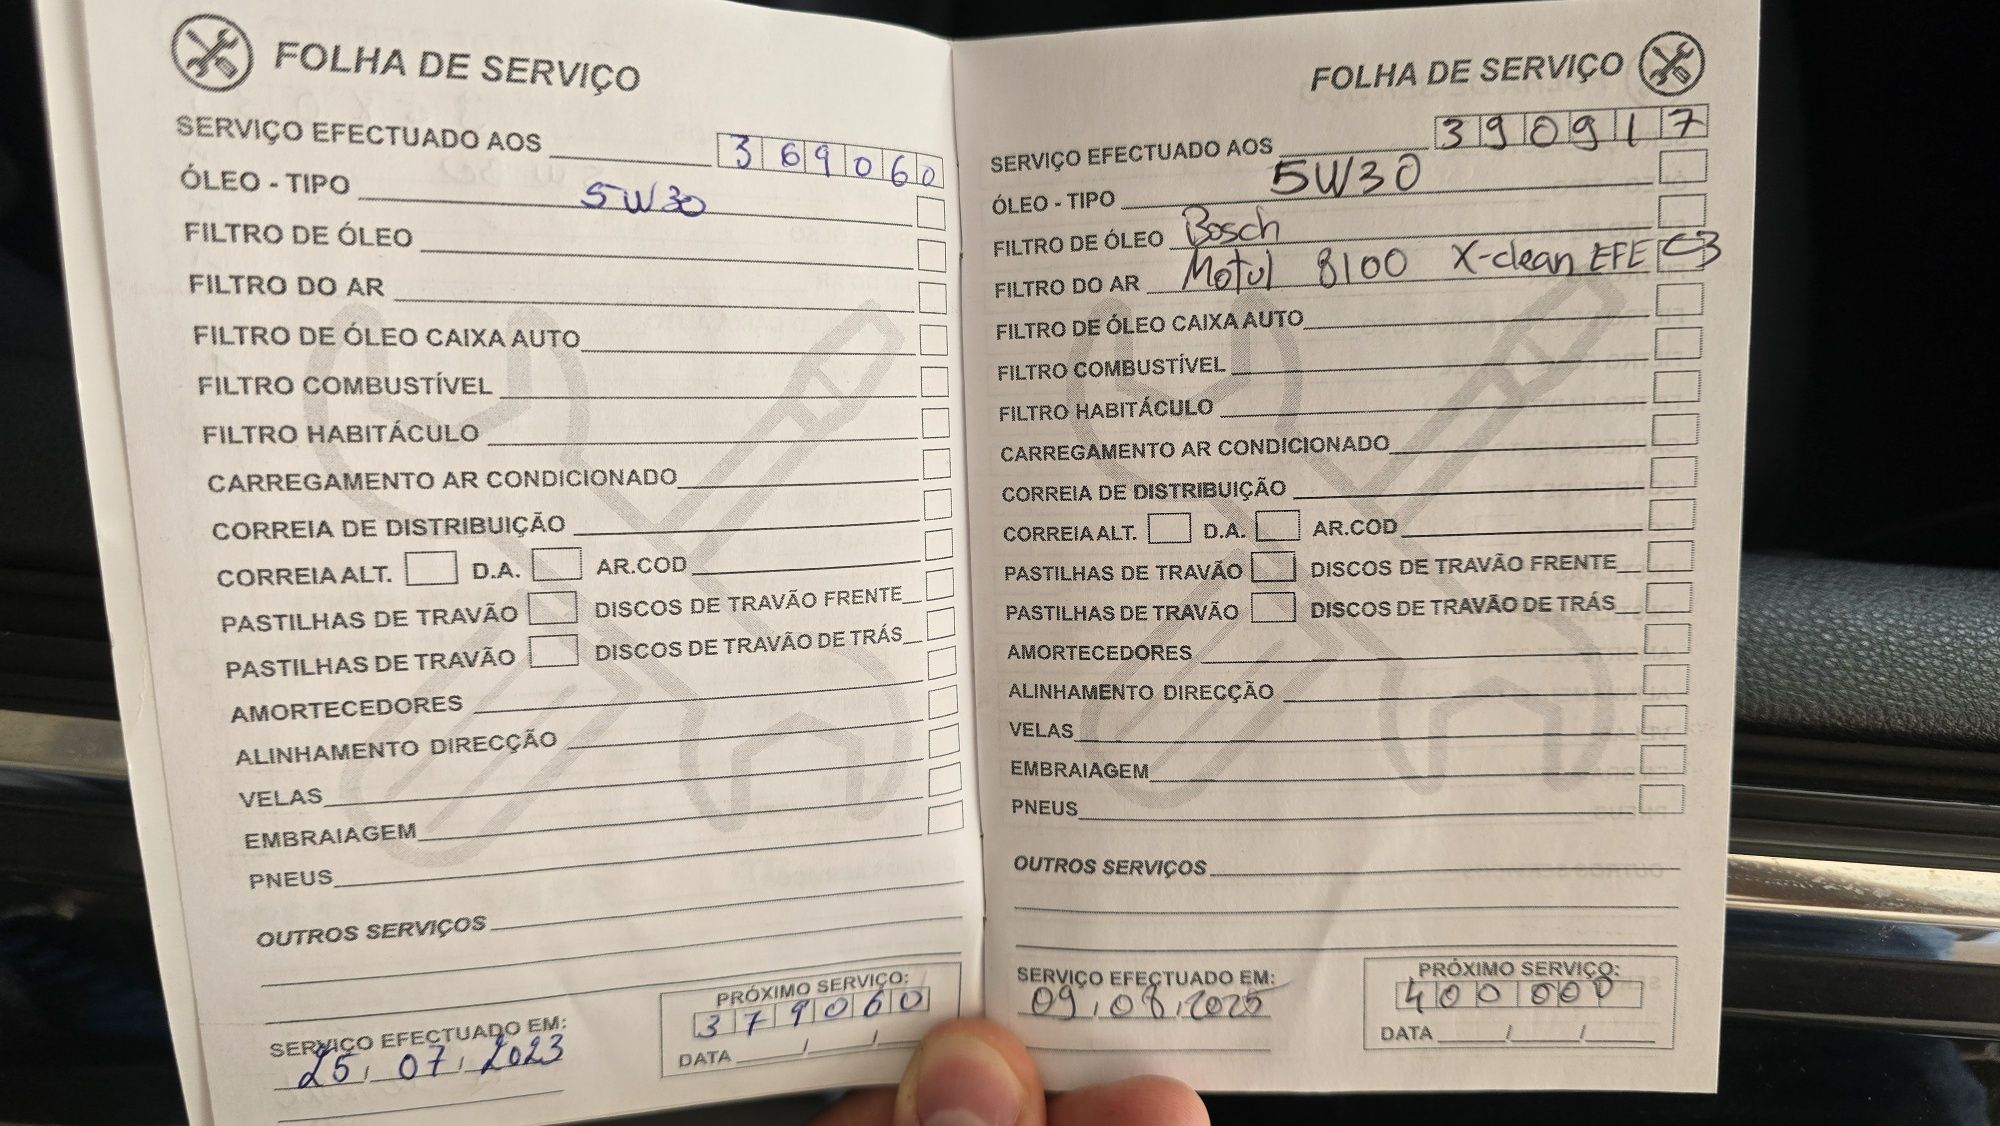 FOLHA DE SERVIÇO
SERVIÇO EFECTUADO AOS 369060
ÓLEO - TIPO 5W30
FILTRO DE ÓLEO
FILTRO DO AR
FILTRO DE ÓLEO CAIXA AUTO
FILTRO COMBUSTÍVEL
FILTRO HABITÁCULO
CARREGAMENTO AR CONDICIONADO
CORREIA DE DISTRIBUIÇÃO
CORREIA ALT. D.A. AR.COD
PASTILHAS DE TRAVÃO DISCOS DE TRAVÃO FRENTE
PASTILHAS DE TRAVÃO DISCOS DE TRAVÃO DE TRÁS
AMORTECEDORES
ALINHAMENTO DIRECÇÃO
VELAS
EMBRAIAGEM
PNEUS
OUTROS SERVIÇOS
SERVIÇO EFECTUADO EM:
25/07/2023
PRÓXIMO SERVIÇO:
379060
DATA / /
FOLHA DE SERVIÇO
SERVIÇO EFECTUADO AOS 390917
ÓLEO - TIPO 5W30
FILTRO DE ÓLEO Bosch
FILTRO DO AR Motul 8100 X-clean EFE C3
FILTRO DE ÓLEO CAIXA AUTO
FILTRO COMBUSTÍVEL
FILTRO HABITÁCULO
CARREGAMENTO AR CONDICIONADO
CORREIA DE DISTRIBUIÇÃO
CORREIA ALT. D.A. AR.COD
PASTILHAS DE TRAVÃO DISCOS DE TRAVÃO FRENTE
PASTILHAS DE TRAVÃO DISCOS DE TRAVÃO DE TRÁS
AMORTECEDORES
ALINHAMENTO DIRECÇÃO
VELAS
EMBRAIAGEM
PNEUS
OUTROS SERVIÇOS
SERVIÇO EFECTUADO EM:
09/08/2025
PRÓXIMO SERVIÇO:
400000
DATA / /